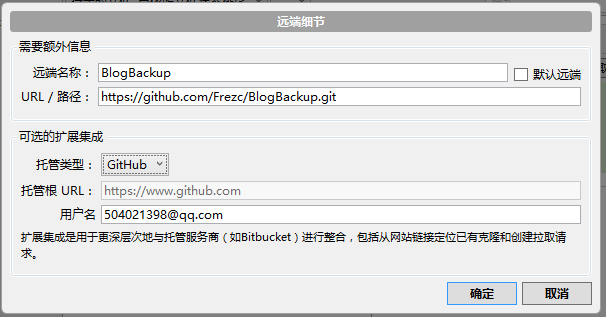 远端细节
需要额外信息
远端名称： BlogBackup 默认远端
URL / 路径： https://github.com/Frezc/BlogBackup.git
可选的扩展集成
托管类型： GitHub
托管根 URL： https://www.github.com
用户名 504021398@qq.com
扩展集成是用于更深层次地与托管服务商（如Bitbucket）进行整合，包括从网站链接定位已有克隆和创建拉取请
求。
确定 取消